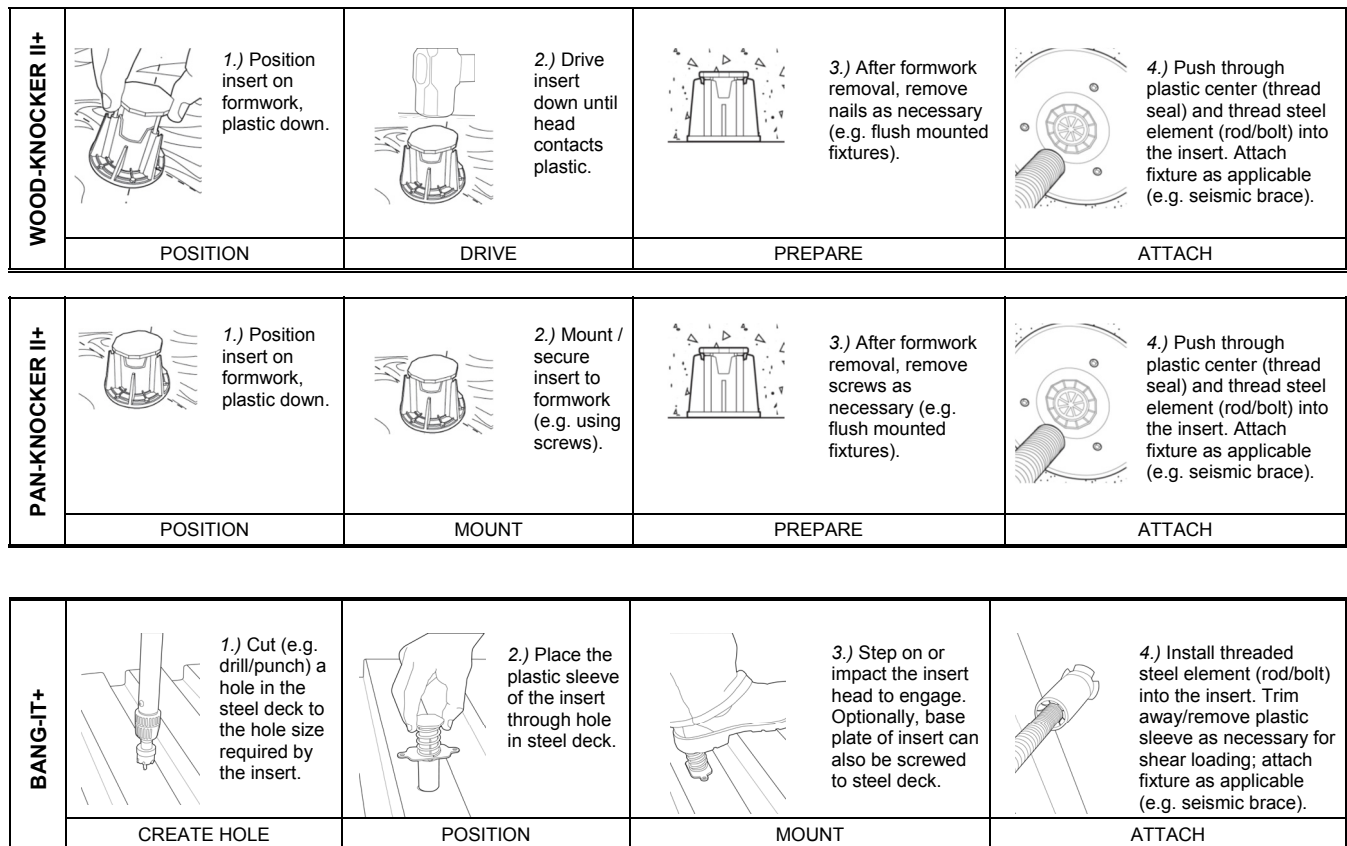 WOOD-KNOCKER II+
1.) Position
insert on
formwork,
plastic down.
2.) Drive
insert
down until
head
contacts
plastic.
3.) After formwork
removal, remove
nails as necessary
(e.g. flush mounted
fixtures).
4.) Push through
plastic center (thread
seal) and thread steel
element (rod/bolt) into
the insert. Attach
fixture as applicable
(e.g. seismic brace).
POSITION
DRIVE
PREPARE
ATTACH
PAN-KNOCKER II+
1.) Position
insert on
formwork,
plastic down.
2.) Mount /
secure
insert to
formwork
(e.g. using
screws).
3.) After formwork
removal, remove
screws as
necessary (e.g.
flush mounted
fixtures).
4.) Push through
plastic center (thread
seal) and thread steel
element (rod/bolt) into
the insert. Attach
fixture as applicable
(e.g. seismic brace).
POSITION
MOUNT
PREPARE
ATTACH
BANG-IT+
1.) Cut (e.g.
drill/punch) a
hole in the
steel deck to
the hole size
required by
the insert.
2.) Place the
plastic sleeve
of the insert
through hole
in steel deck.
3.) Step on or
impact the insert
head to engage.
Optionally, base
plate of insert can
also be screwed
to steel deck.
4.) Install threaded
steel element (rod/bolt)
into the insert. Trim
away/remove plastic
sleeve as necessary for
shear loading; attach
fixture as applicable
(e.g. seismic brace).
CREATE HOLE
POSITION
MOUNT
ATTACH